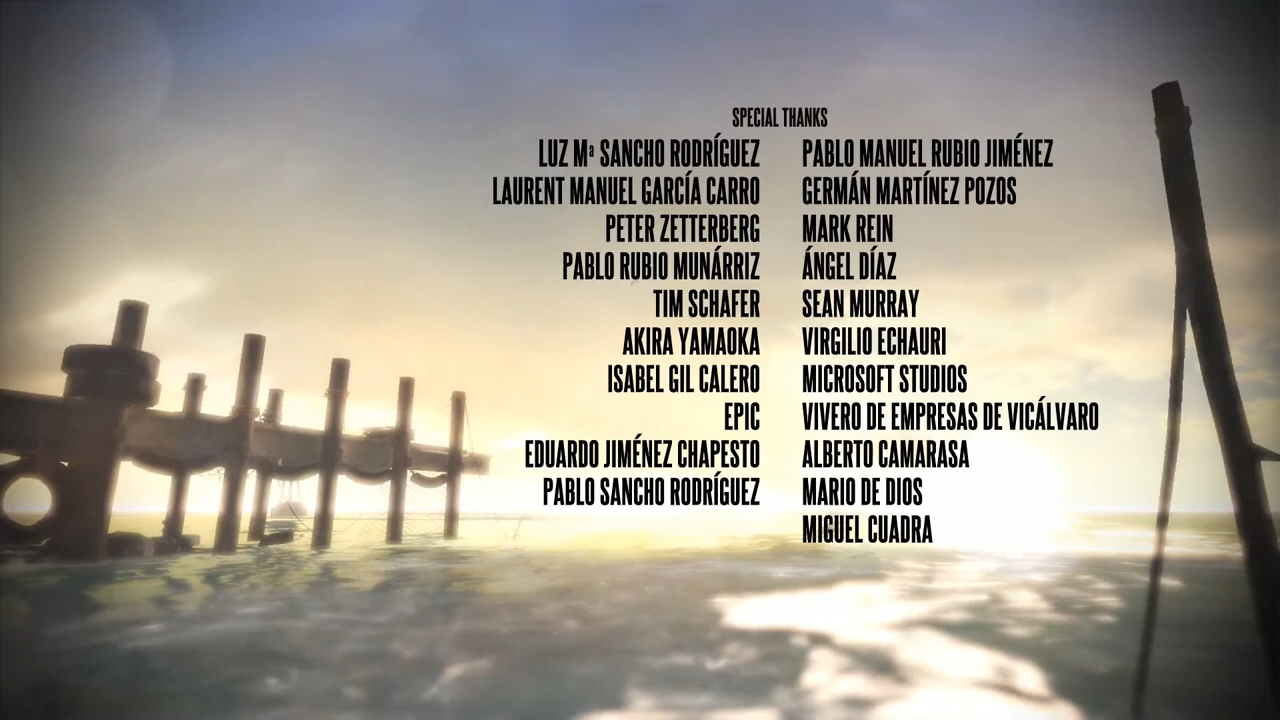 SPECIAL THANKS
LUZ Mª SANCHO RODRÍGUEZ PABLO MANUEL RUBIO JIMÉNEZ
LAURENT MANUEL GARCÍA CARRO GERMÁN MARTÍNEZ POZOS
PETER ZETTERBERG MARK REIN
PABLO RUBIO MUNÁRRIZ ÁNGEL DÍAZ
TIM SCHAFER SEAN MURRAY
AKIRA YAMAOKA VIRGILIO ECHAURI
ISABEL GIL CALERO MICROSOFT STUDIOS
EPIC VIVERO DE EMPRESAS DE VICÁLVARO
EDUARDO JIMÉNEZ CHAPESTO ALBERTO CAMARASA
PABLO SANCHO RODRÍGUEZ MARIO DE DIOS
MIGUEL CUADRA